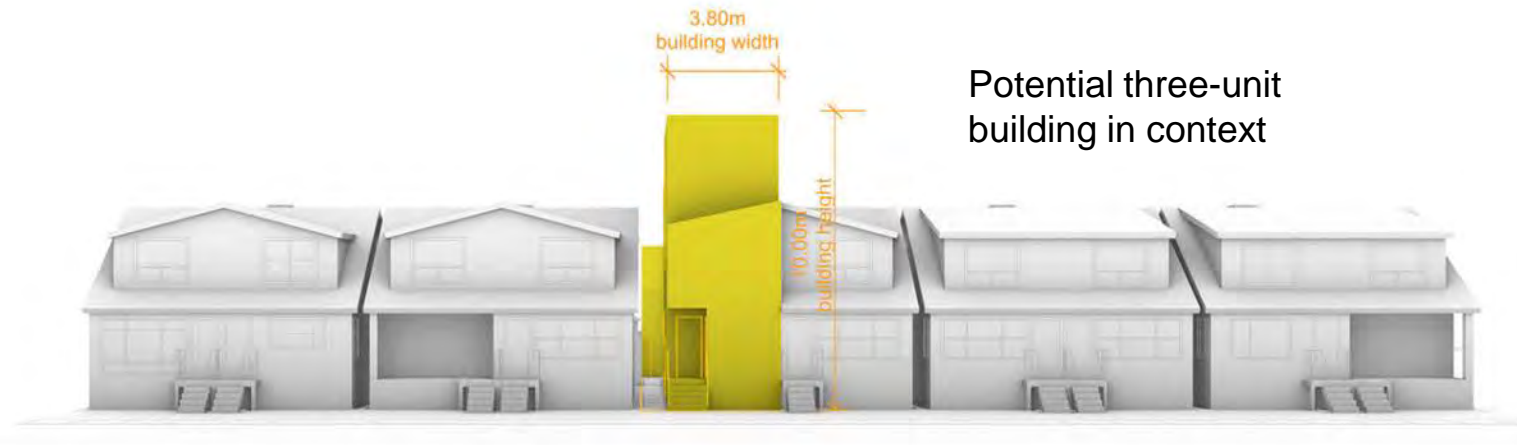 3.80m
building width
Potential three-unit
building in context
10.00m
building height